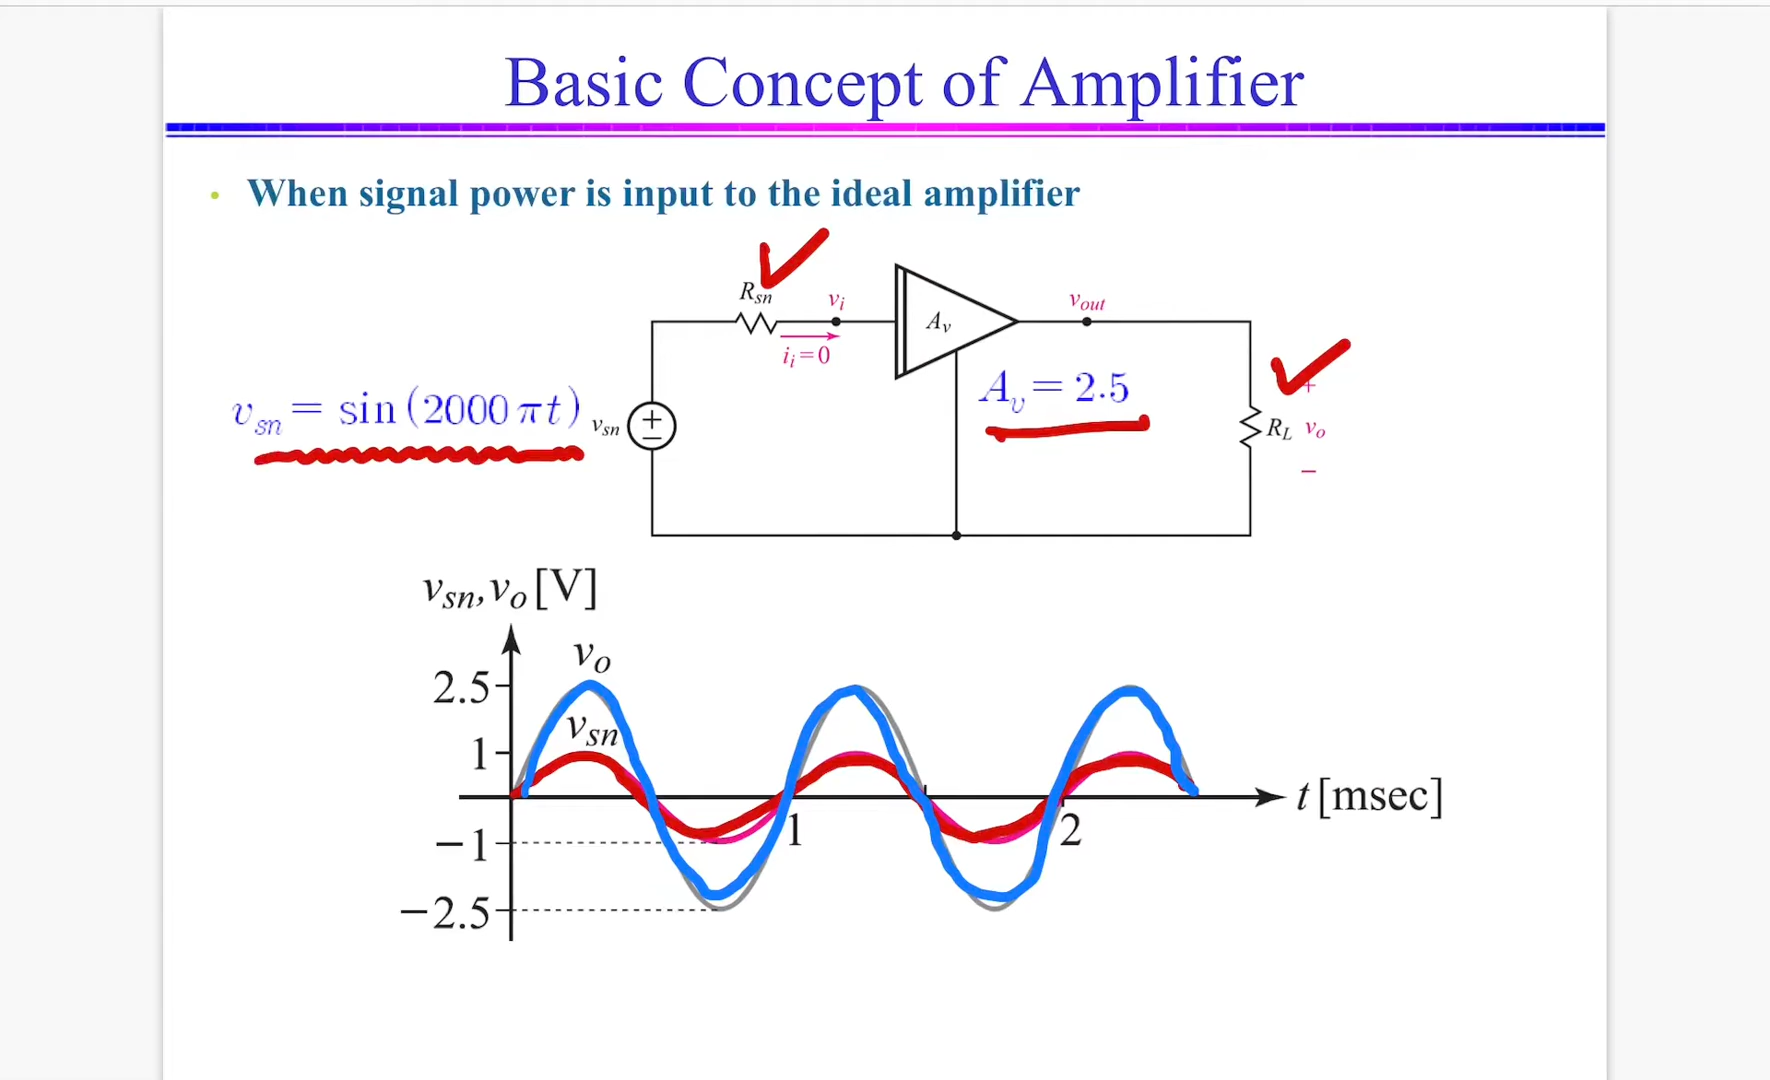 Basic Concept of Amplifier
• When signal power is input to the ideal amplifier
R_sn
v_i
v_out
A_v
i_i=0
A_v = 2.5
v_sn = sin(2000πt)
v_sn
+
−
+
R_L v_o
−
v_sn, v_o [V]
v_o
2.5
v_sn
1
t [msec]
1
2
−1
−2.5